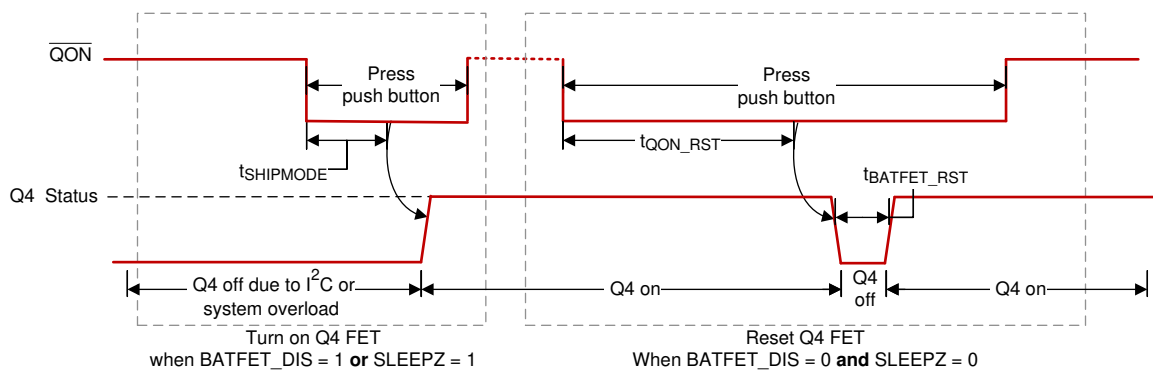 QON
Press
push button
Press
push button
tSHIPMODE
tQON_RST
tBATFET_RST
Q4 Status
Q4 off due to I²C or
system overload
Q4 on
Q4
off
Q4 on
Turn on Q4 FET
when BATFET_DIS = 1 or SLEEPZ = 1
Reset Q4 FET
When BATFET_DIS = 0 and SLEEPZ = 0